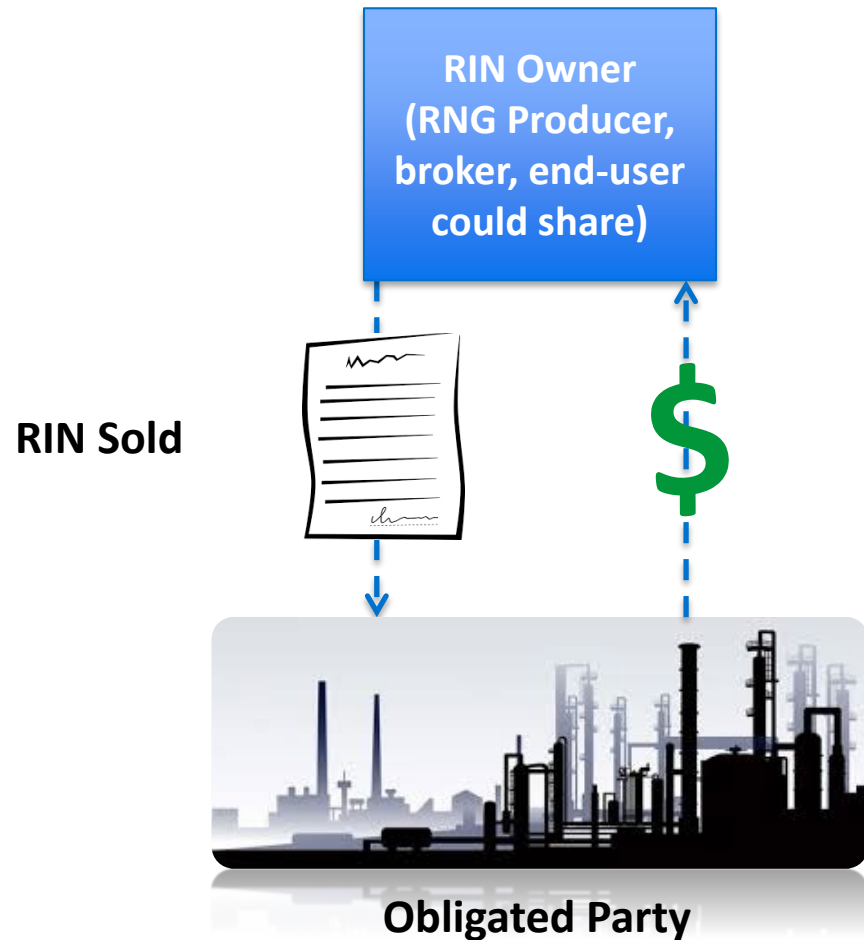 RIN Owner
(RNG Producer,
broker, end-user
could share)
RIN Sold
$
Obligated Party